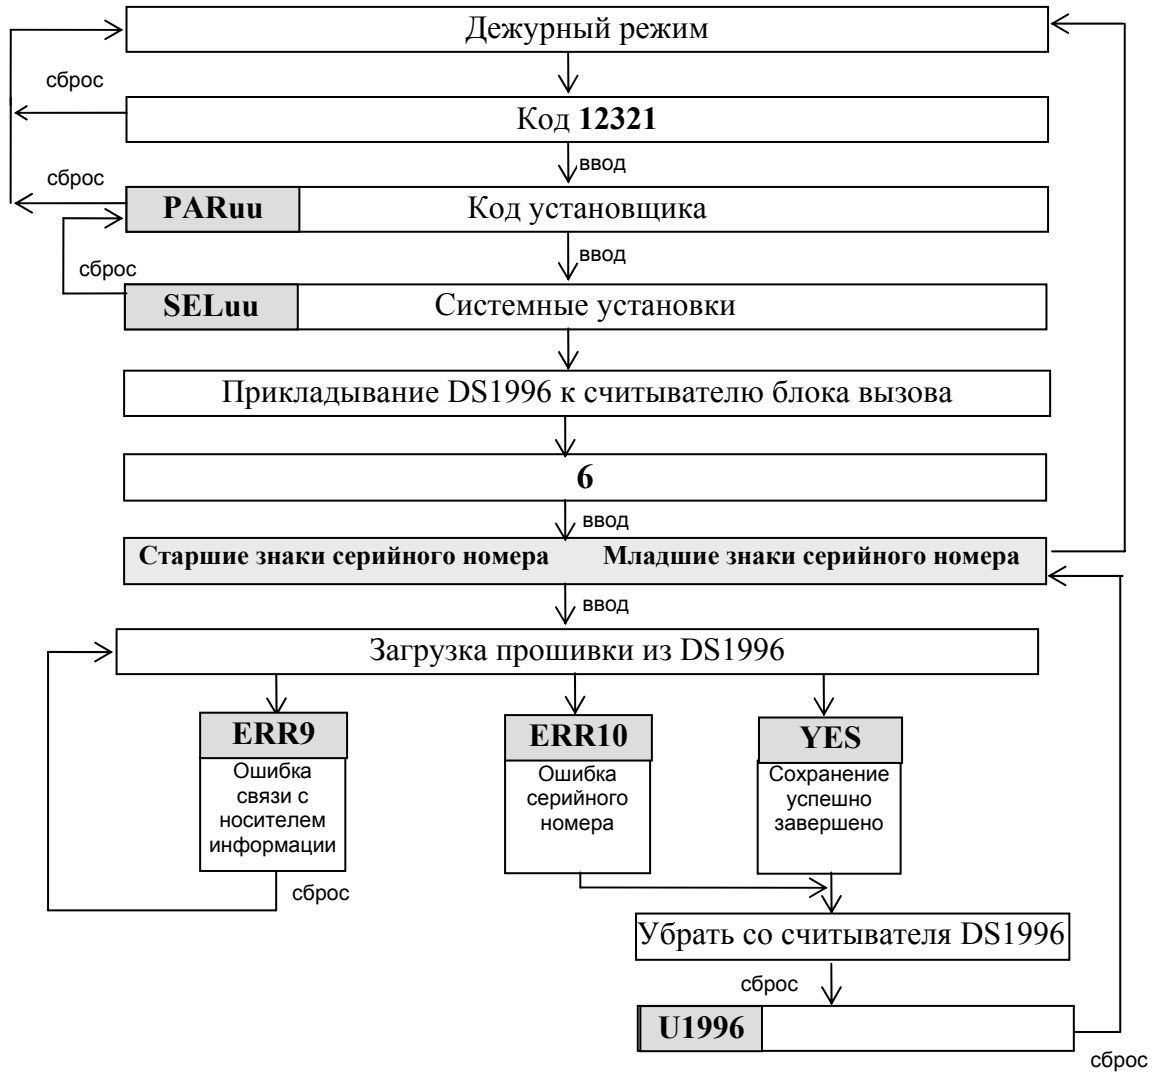 Дежурный режим
сброс
Код 12321
ввод
сброс
PARuu Код установщика
ввод
сброс
SELuu Системные установки
Прикладывание DS1996 к считывателю блока вызова
6
ввод
Старшие знаки серийного номера Младшие знаки серийного номера
ввод
Загрузка прошивки из DS1996
ERR9
Ошибка
связи с
носителем
информации
сброс
ERR10
Ошибка
серийного
номера
YES
Сохранение
успешно
завершено
Убрать со считывателя DS1996
сброс
U1996
сброс